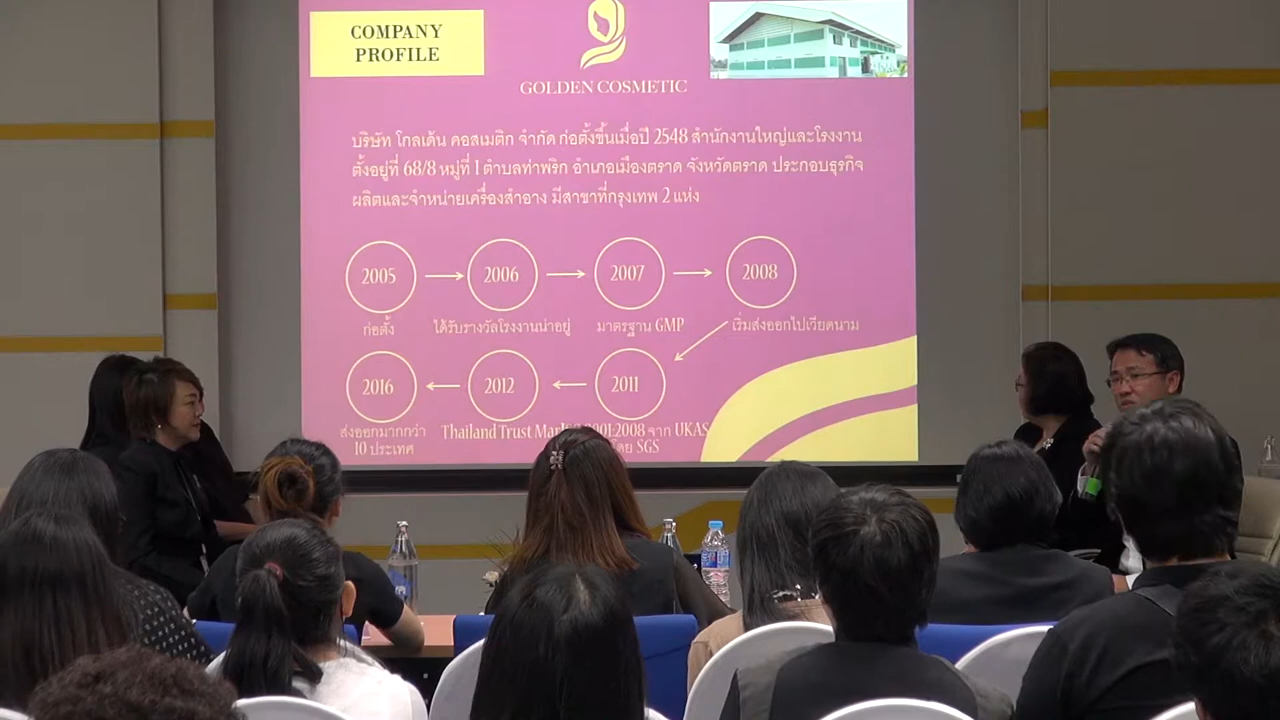 COMPANY
PROFILE
GOLDEN COSMETIC
บริษัท โกลเด้น คอสเมติก จำกัด ก่อตั้งขึ้นเมื่อปี 2548 สำนักงานใหญ่และโรงงาน
ตั้งอยู่ที่ 68/8 หมู่ที่ 1 ตำบลท่าพริก อำเภอเมืองตราด จังหวัดตราด ประกอบธุรกิจ
ผลิตและจำหน่ายเครื่องสำอาง มีสาขาที่กรุงเทพ 2 แห่ง
2005 2006 2007 2008
ก่อตั้ง ได้รับรางวัลโรงงานน่าอยู่ มาตรฐาน GMP เริ่มส่งออกไปเวียดนาม
2016 2012 2011
ส่งออกมากกว่า Thailand Trust จาก UKAS
10 ประเทศ โดย SGS